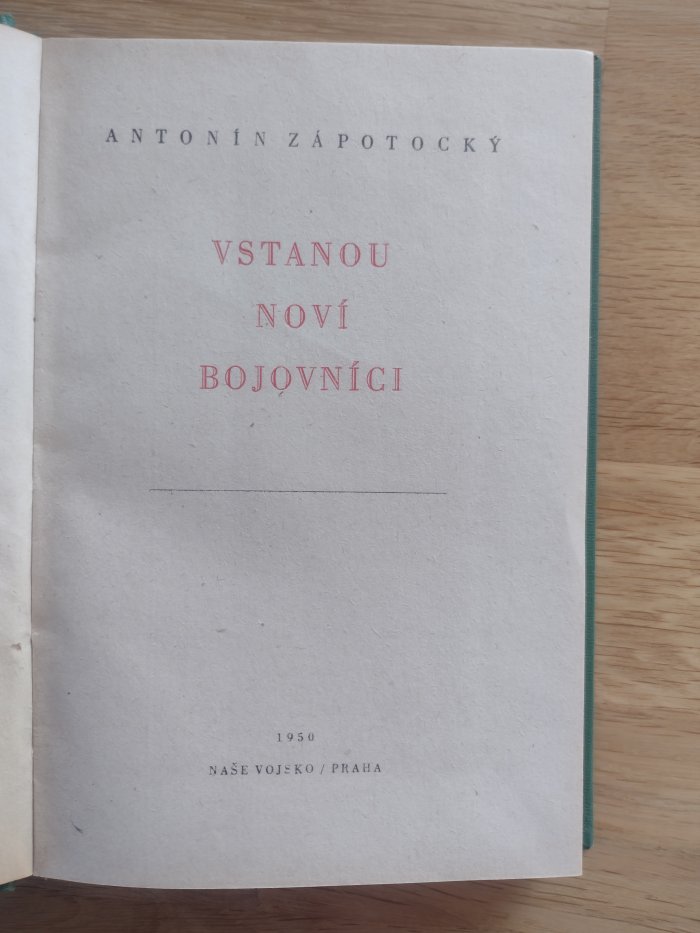 ANTONÍN ZÁPOTOCKÝ
VSTANOU
NOVÍ
BOJOVNÍCI
1950
NAŠE VOJSKO / PRAHA